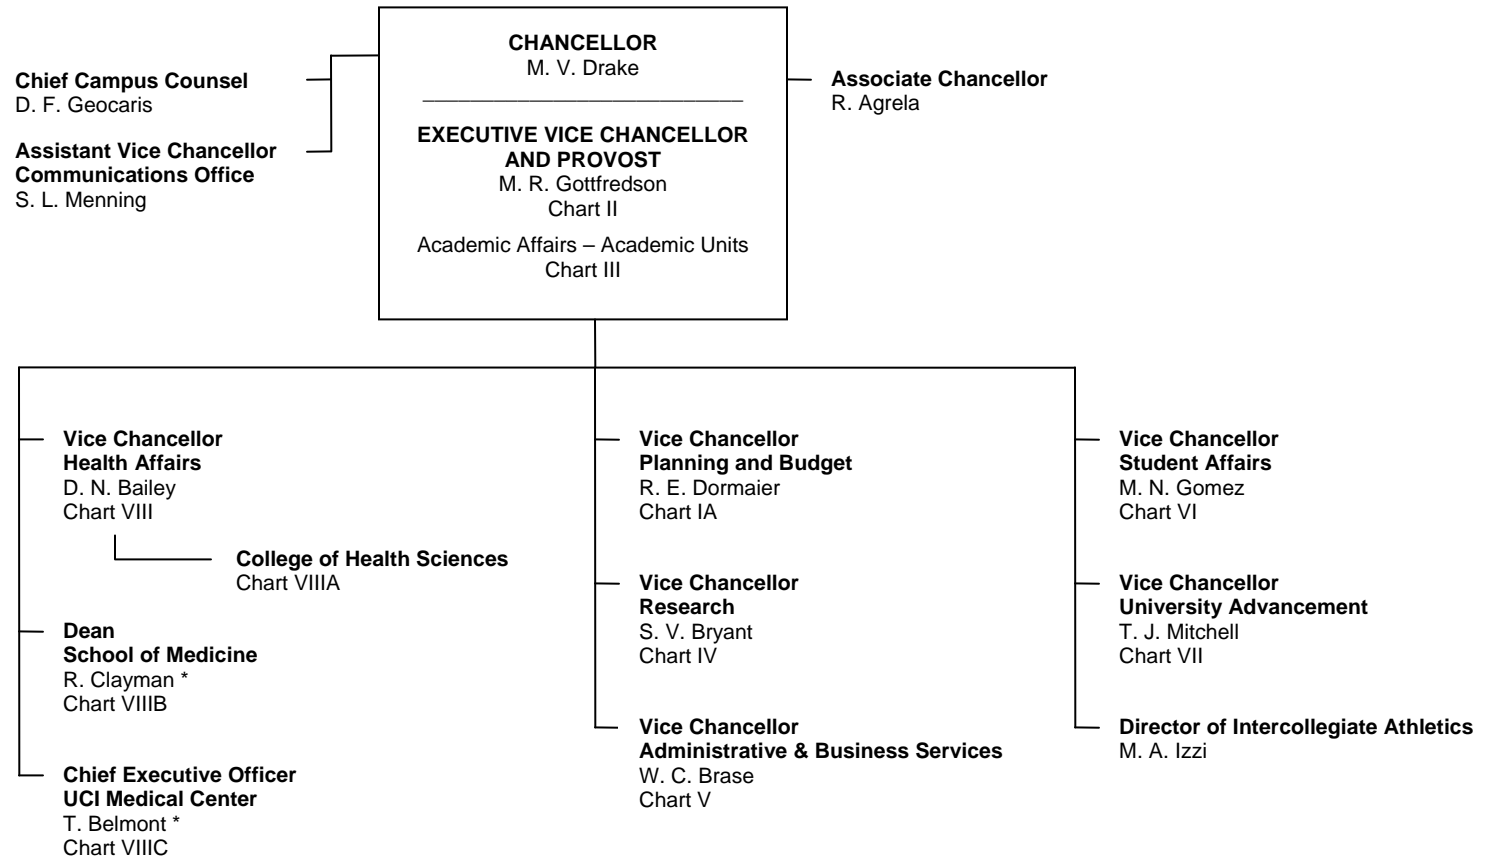 CHANCELLOR
M. V. Drake
EXECUTIVE VICE CHANCELLOR
AND PROVOST
M. R. Gottfredson
Chart II
Academic Affairs – Academic Units
Chart III
Chief Campus Counsel
D. F. Geocaris
Assistant Vice Chancellor
Communications Office
S. L. Menning
Associate Chancellor
R. Agrela
Vice Chancellor
Health Affairs
D. N. Bailey
Chart VIII
College of Health Sciences
Chart VIIIA
Dean
School of Medicine
R. Clayman *
Chart VIIIB
Chief Executive Officer
UCI Medical Center
T. Belmont *
Chart VIIIC
Vice Chancellor
Planning and Budget
R. E. Dormaier
Chart IA
Vice Chancellor
Research
S. V. Bryant
Chart IV
Vice Chancellor
Administrative & Business Services
W. C. Brase
Chart V
Vice Chancellor
Student Affairs
M. N. Gomez
Chart VI
Vice Chancellor
University Advancement
T. J. Mitchell
Chart VII
Director of Intercollegiate Athletics
M. A. Izzi